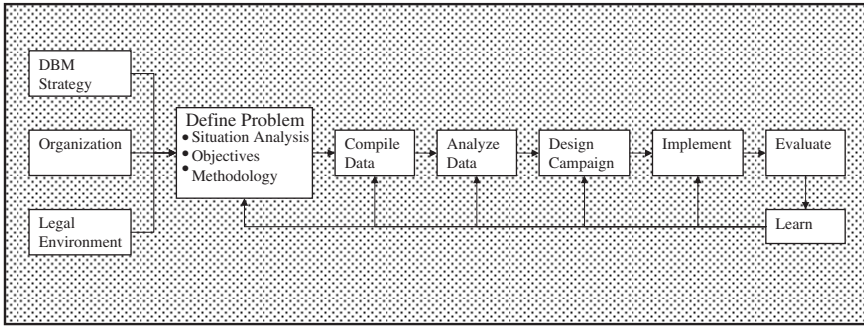 DBM
Strategy
Organization
Legal
Environment
Define Problem
• Situation Analysis
• Objectives
• Methodology
Compile
Data
Analyze
Data
Design
Campaign
Implement
Evaluate
Learn